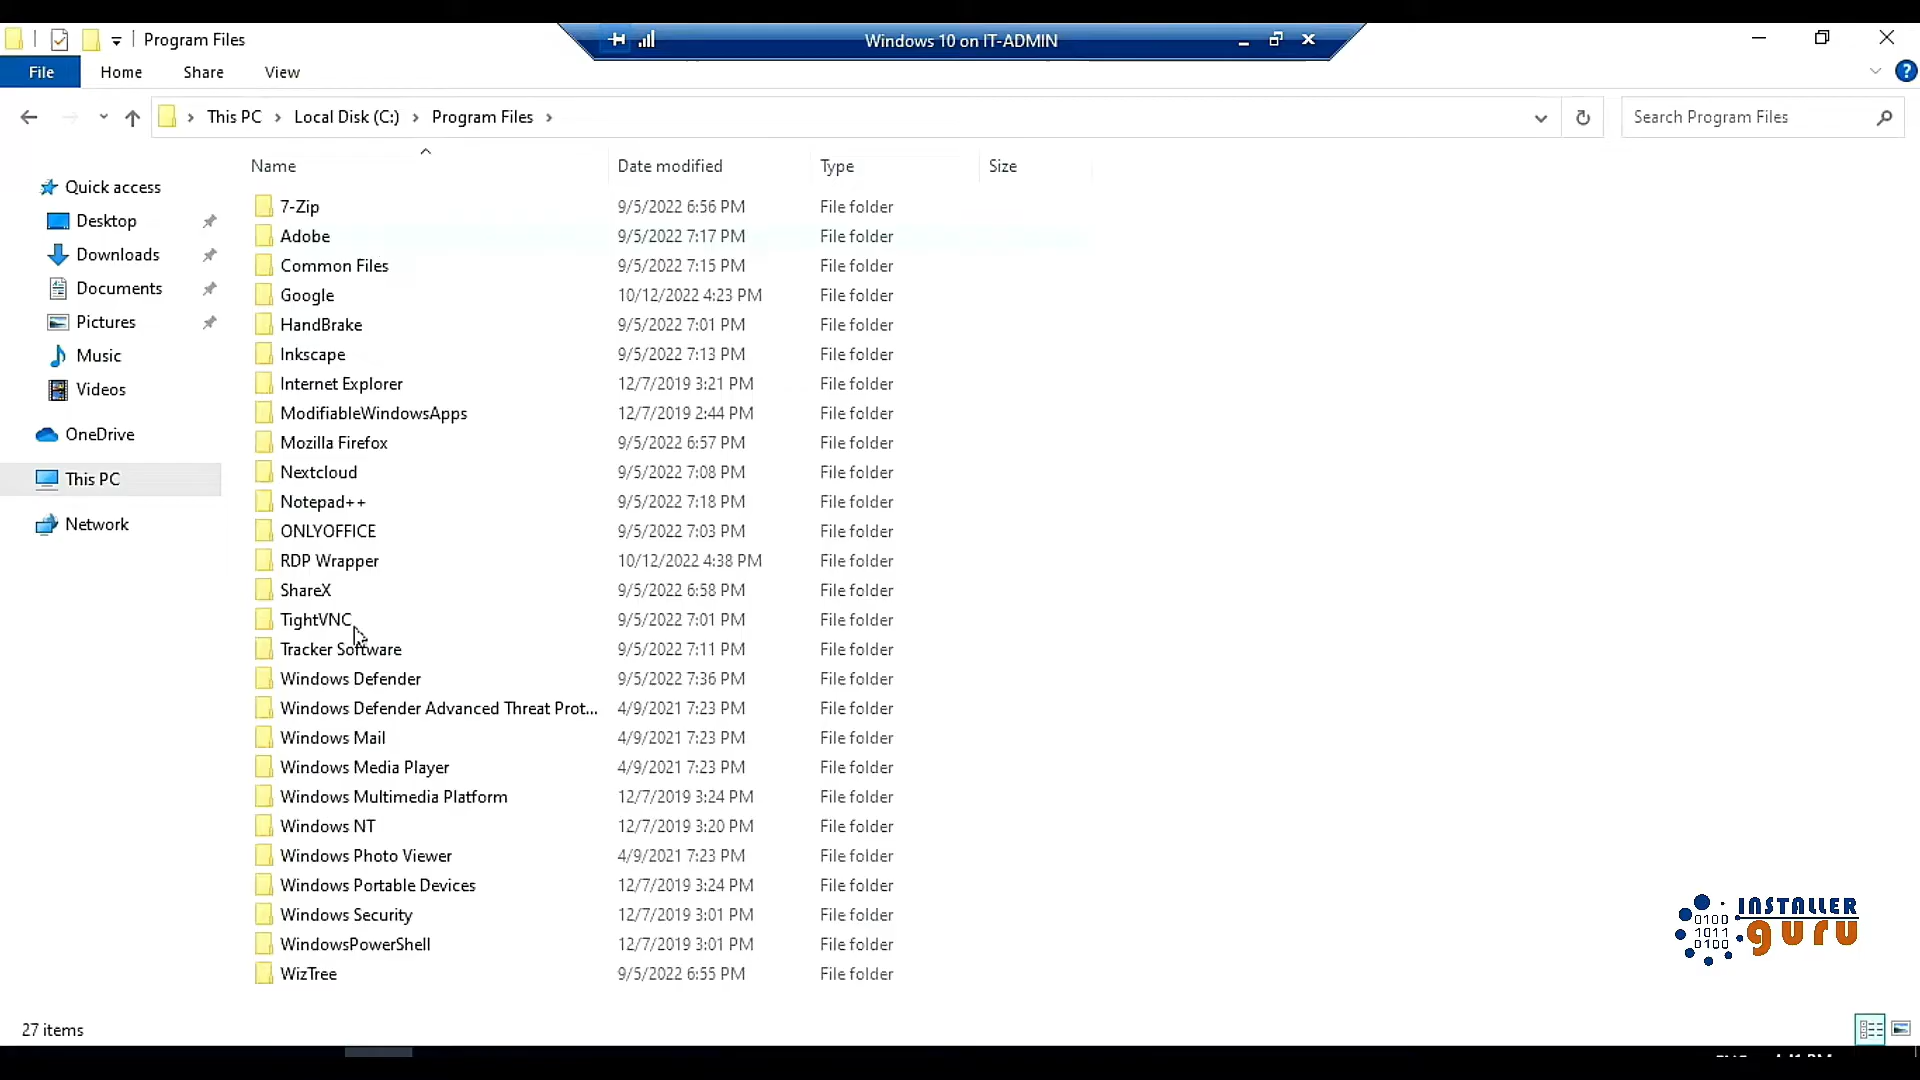 Program Files
Windows 10 on IT-ADMIN
File Home Share View
This PC Local Disk (C:) Program Files
Search Program Files
Name Date modified Type Size
Quick access
Desktop
Downloads
Documents
Pictures
Music
Videos
OneDrive
This PC
Network
7-Zip 9/5/2022 6:56 PM File folder
Adobe 9/5/2022 7:17 PM File folder
Common Files 9/5/2022 7:15 PM File folder
Google 10/12/2022 4:23 PM File folder
HandBrake 9/5/2022 7:01 PM File folder
Inkscape 9/5/2022 7:13 PM File folder
Internet Explorer 12/7/2019 3:21 PM File folder
ModifiableWindowsApps 12/7/2019 2:44 PM File folder
Mozilla Firefox 9/5/2022 6:57 PM File folder
Nextcloud 9/5/2022 7:08 PM File folder
Notepad++ 9/5/2022 7:18 PM File folder
ONLYOFFICE 9/5/2022 7:03 PM File folder
RDP Wrapper 10/12/2022 4:38 PM File folder
ShareX 9/5/2022 6:58 PM File folder
TightVNC 9/5/2022 7:01 PM File folder
Tracker Software 9/5/2022 7:11 PM File folder
Windows Defender 9/5/2022 7:36 PM File folder
Windows Defender Advanced Threat Prot... 4/9/2021 7:23 PM File folder
Windows Mail 4/9/2021 7:23 PM File folder
Windows Media Player 4/9/2021 7:23 PM File folder
Windows Multimedia Platform 12/7/2019 3:24 PM File folder
Windows NT 12/7/2019 3:20 PM File folder
Windows Photo Viewer 4/9/2021 7:23 PM File folder
Windows Portable Devices 12/7/2019 3:24 PM File folder
Windows Security 12/7/2019 3:01 PM File folder
WindowsPowerShell 12/7/2019 3:01 PM File folder
WizTree 9/5/2022 6:55 PM File folder
0100
1011
0100
INSTALLER
guru
27 items